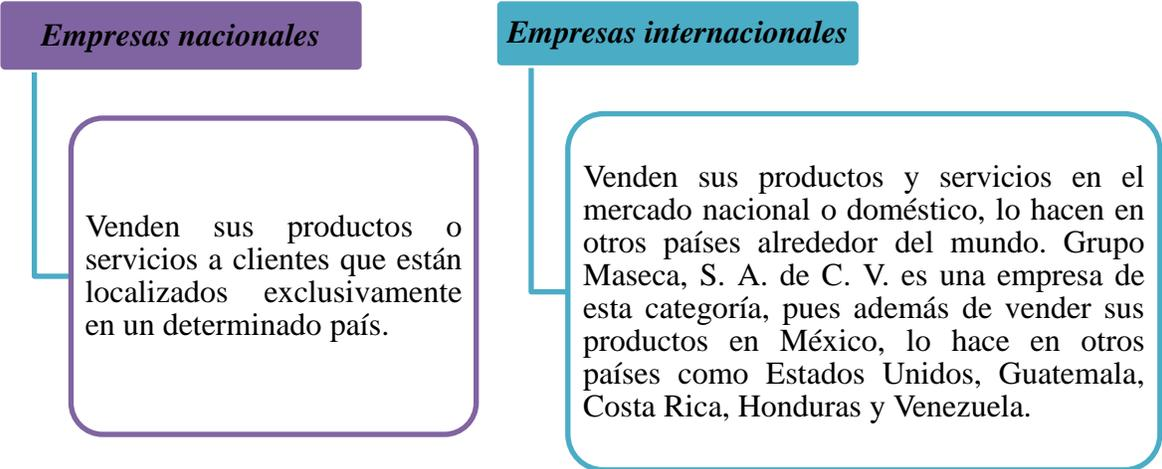 Empresas nacionales
Venden sus productos o
servicios a clientes que están
localizados exclusivamente
en un determinado país.
Empresas internacionales
Venden sus productos y servicios en el
mercado nacional o doméstico, lo hacen en
otros países alrededor del mundo. Grupo
Maseca, S. A. de C. V. es una empresa de
esta categoría, pues además de vender sus
productos en México, lo hace en otros
países como Estados Unidos, Guatemala,
Costa Rica, Honduras y Venezuela.